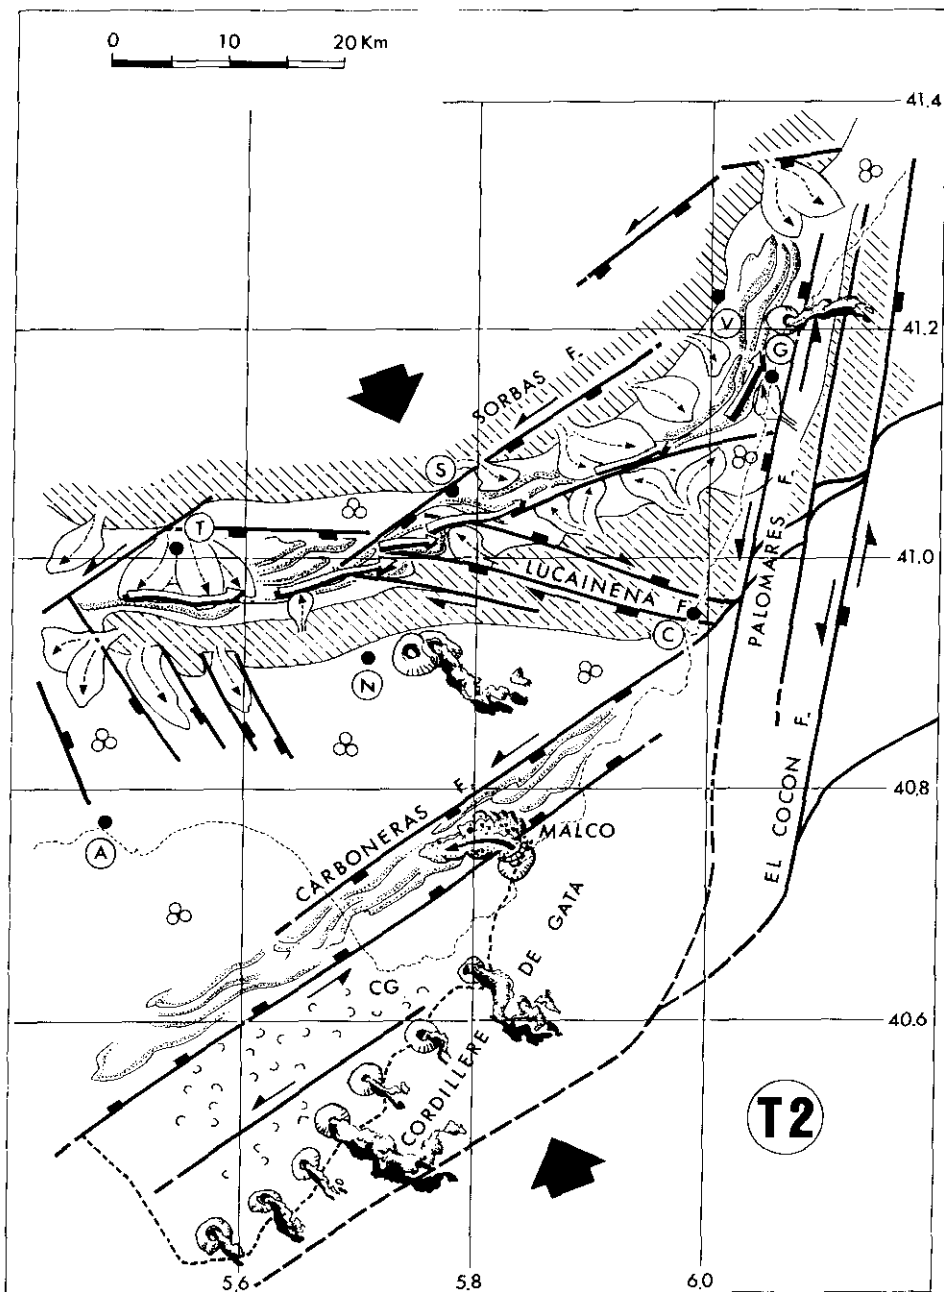 0 10 20 Km
41.4
V
41.2
G
SORBAS F.
S
T
41.0
LUCAINENA F.
PALOMARES F.
C
N
EL COCON F.
40.8
CARBONERAS F.
MALCO
A
CORDILLERE DE GATA
CG
40.6
T2
5.6 5.8 6.0